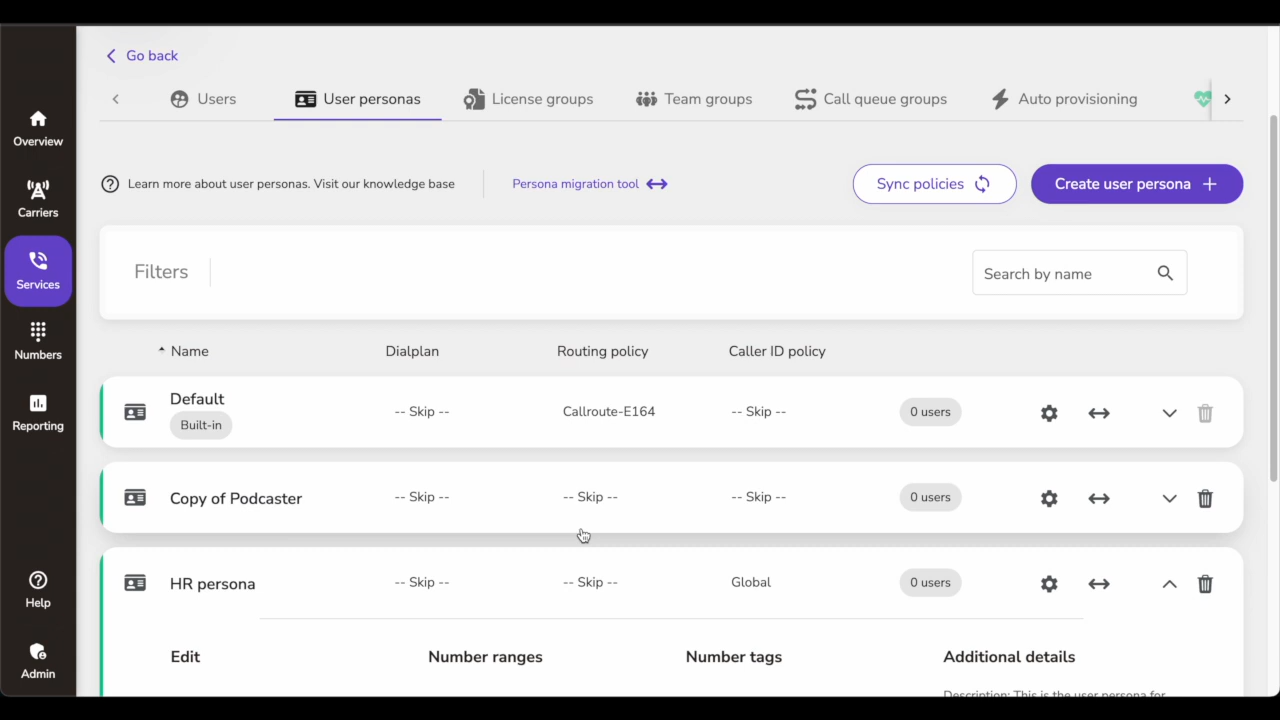 Go back
Users
User personas
License groups
Team groups
Call queue groups
Auto provisioning
Overview
Carriers
Services
Numbers
Reporting
Help
Admin
Learn more about user personas. Visit our knowledge base
Persona migration tool
Sync policies
Create user persona
Filters
Search by name
Name
Dialplan
Routing policy
Caller ID policy
Default
Built-in
-- Skip --
Callroute-E164
-- Skip --
0 users
Copy of Podcaster
-- Skip --
-- Skip --
-- Skip --
0 users
HR persona
-- Skip --
-- Skip --
Global
0 users
Edit
Number ranges
Number tags
Additional details
Description: This is the user persona for